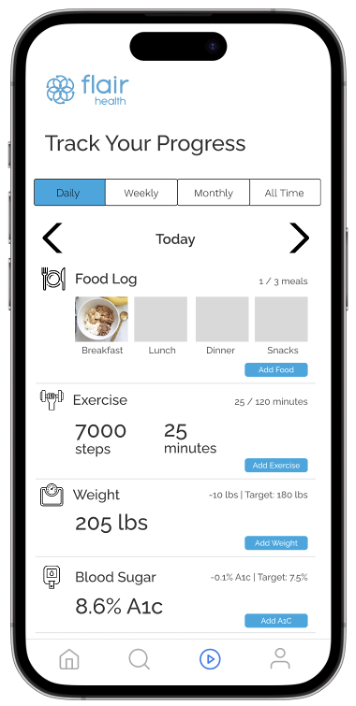 flair
health
Track Your Progress
Daily Weekly Monthly All Time
Today
Food Log 1 / 3 meals
Breakfast Lunch Dinner Snacks
Add Food
Exercise 25 / 120 minutes
7000 25
steps minutes
Add Exercise
Weight -10 lbs | Target: 180 lbs
205 lbs
Add Weight
Blood Sugar -0.1% A1c | Target: 7.5%
8.6% A1c
Add A1C